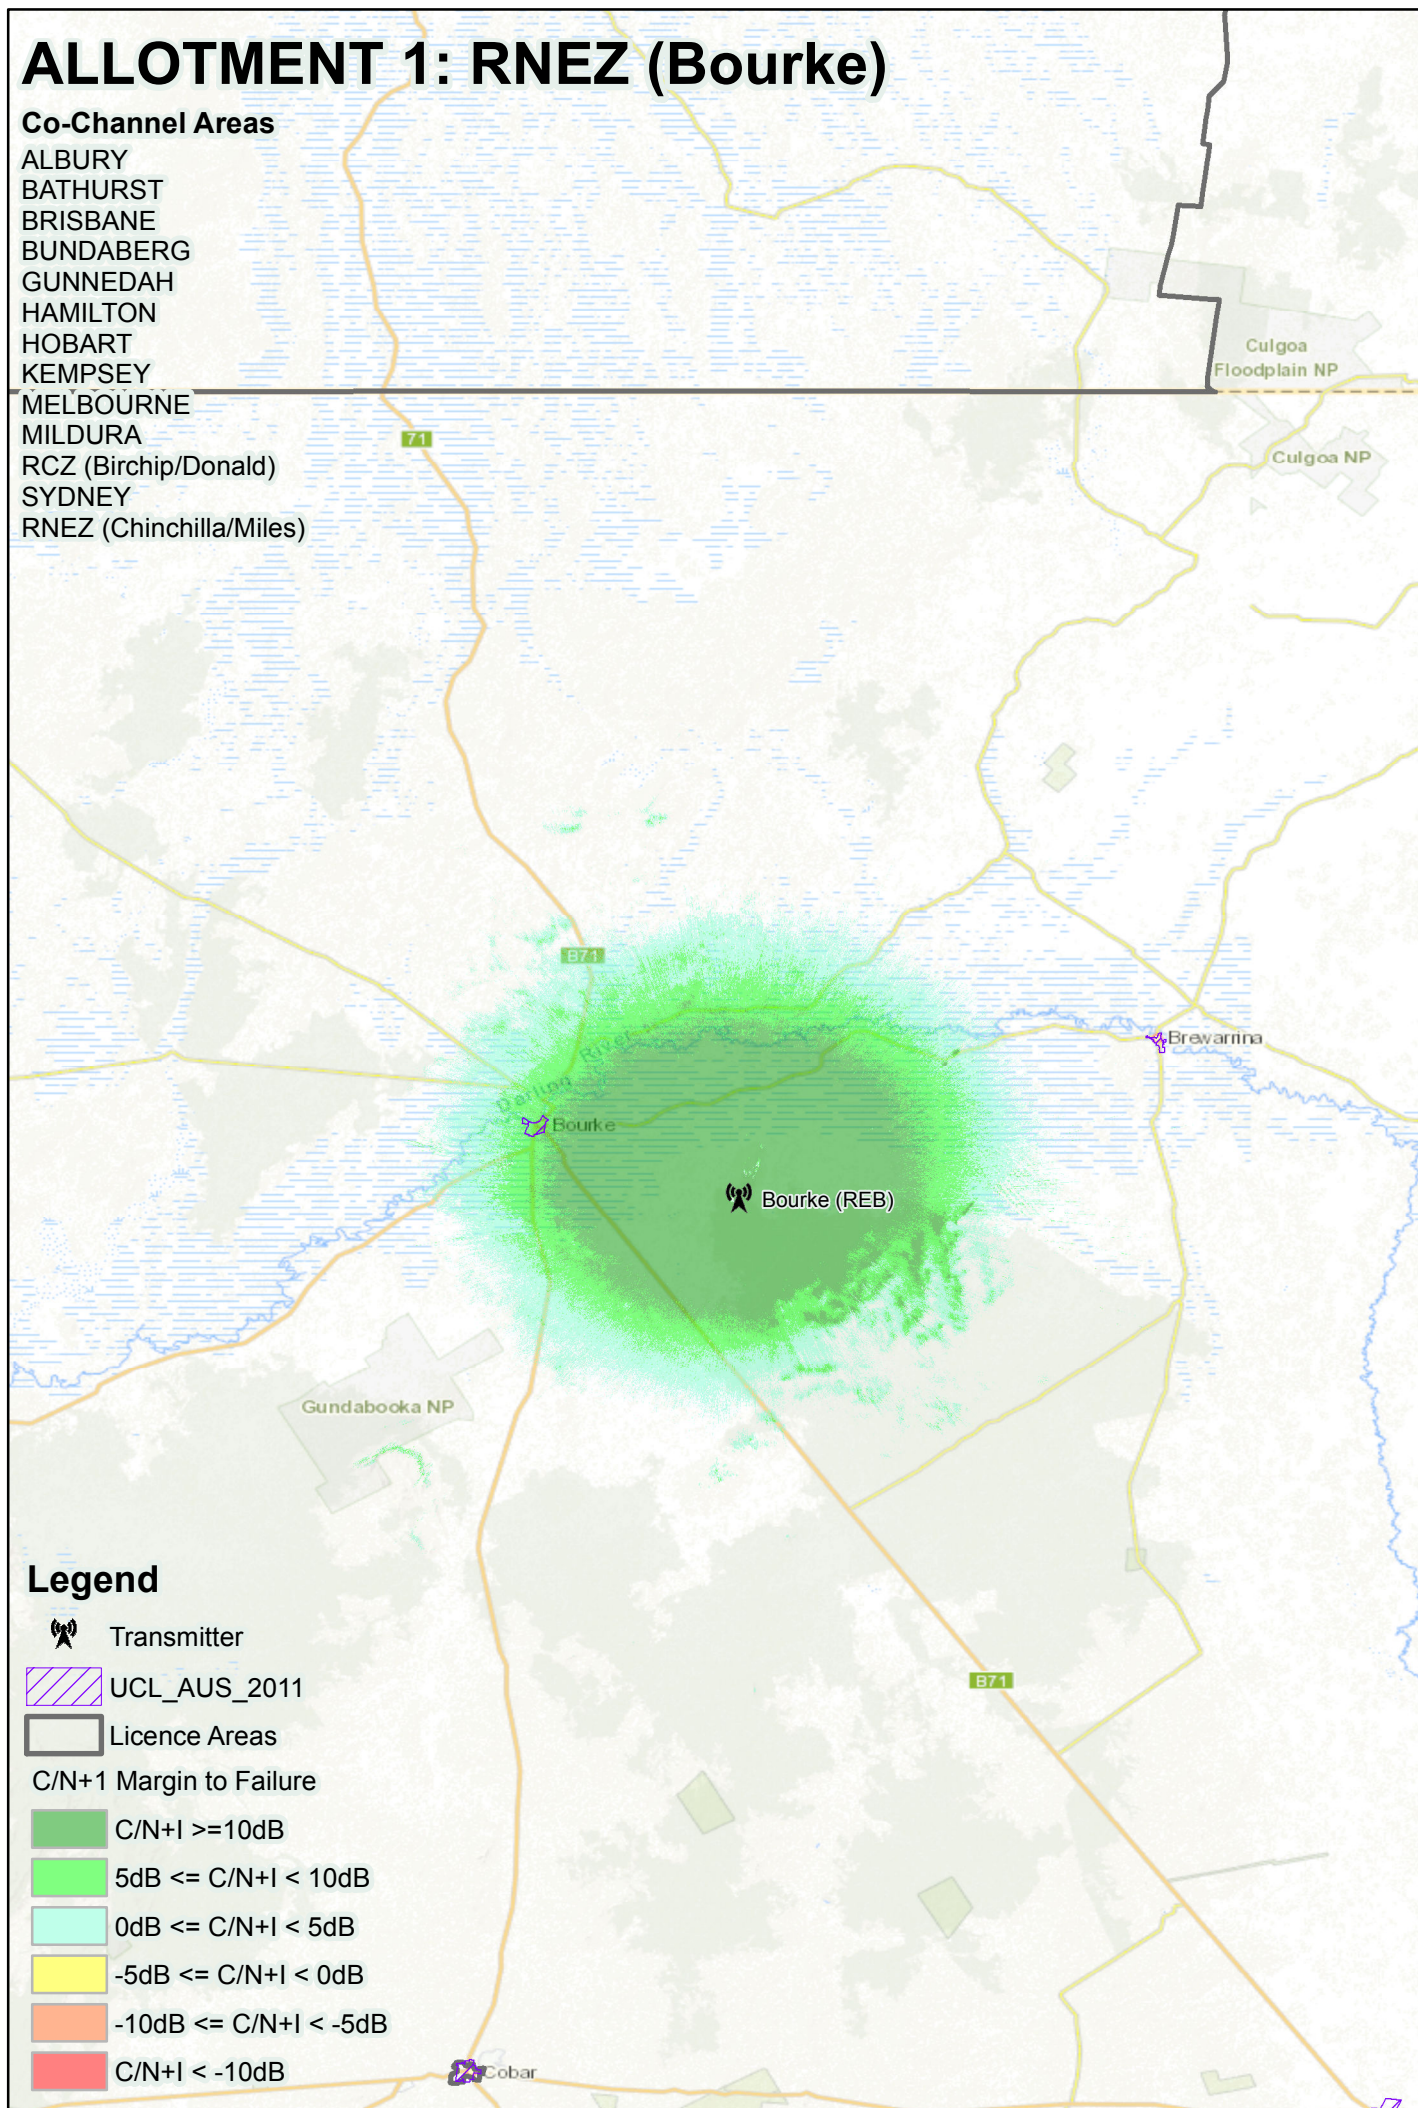 ALLOTMENT 1: RNEZ (Bourke)
Co-Channel Areas
ALBURY
BATHURST
BRISBANE
BUNDABERG
GUNNEDAH
HAMILTON
HOBART
KEMPSEY
MELBOURNE
MILDURA
RCZ (Birchip/Donald)
SYDNEY
RNEZ (Chinchilla/Miles)
Culgoa
Floodplain NP
71
Culgoa NP
B71
Darling River
Brewarrina
Bourke
Bourke (REB)
Gundabooka NP
B71
Cobar
Legend
Transmitter
UCL_AUS_2011
Licence Areas
C/N+1 Margin to Failure
C/N+I >=10dB
5dB <= C/N+I < 10dB
0dB <= C/N+I < 5dB
-5dB <= C/N+I < 0dB
-10dB <= C/N+I < -5dB
C/N+I < -10dB